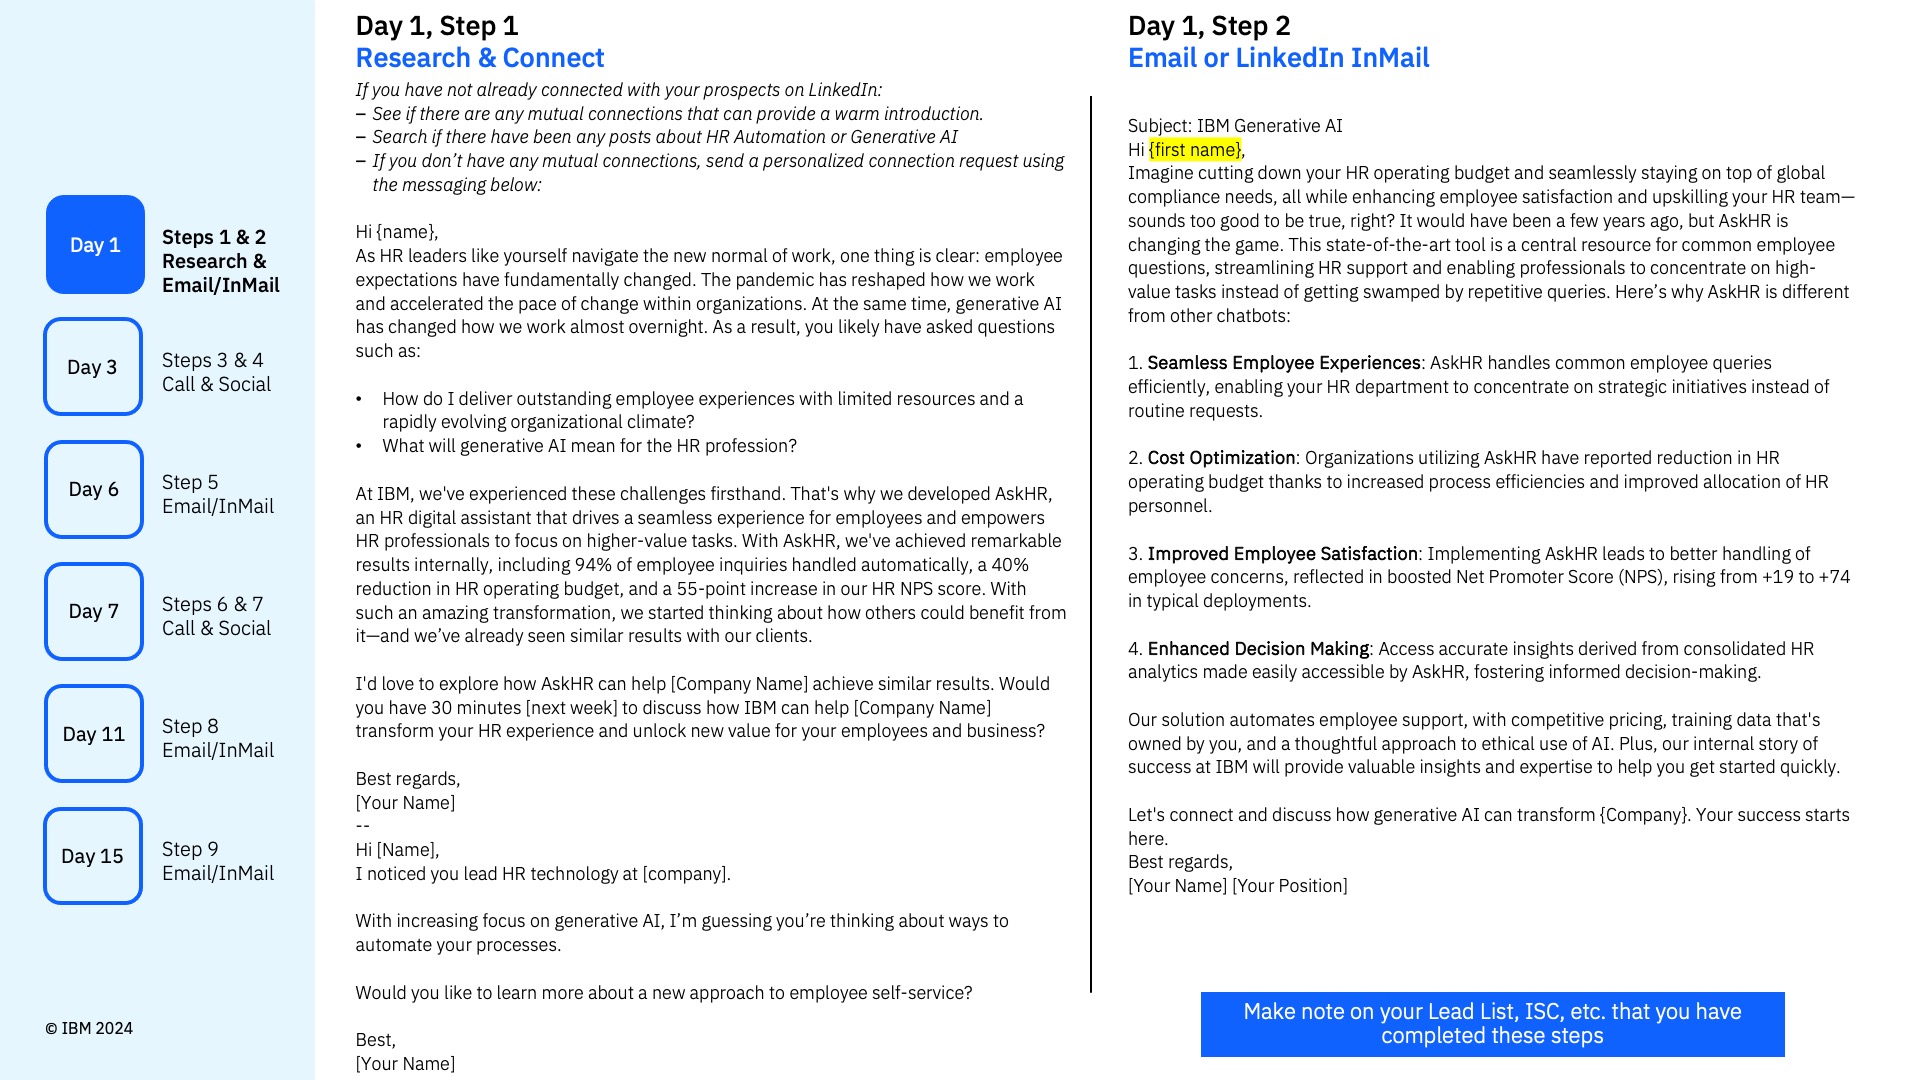 Day 1
Steps 1 & 2
Research &
Email/InMail
Day 3
Steps 3 & 4
Call & Social
Day 6
Step 5
Email/InMail
Day 7
Steps 6 & 7
Call & Social
Day 11
Step 8
Email/InMail
Day 15
Step 9
Email/InMail
© IBM 2024
Day 1, Step 1
Research & Connect
If you have not already connected with your prospects on LinkedIn:
– See if there are any mutual connections that can provide a warm introduction.
– Search if there have been any posts about HR Automation or Generative AI
– If you don’t have any mutual connections, send a personalized connection request using
the messaging below:
Hi {name},
As HR leaders like yourself navigate the new normal of work, one thing is clear: employee
expectations have fundamentally changed. The pandemic has reshaped how we work
and accelerated the pace of change within organizations. At the same time, generative AI
has changed how we work almost overnight. As a result, you likely have asked questions
such as:
• How do I deliver outstanding employee experiences with limited resources and a
rapidly evolving organizational climate?
• What will generative AI mean for the HR profession?
At IBM, we've experienced these challenges firsthand. That's why we developed AskHR,
an HR digital assistant that drives a seamless experience for employees and empowers
HR professionals to focus on higher-value tasks. With AskHR, we've achieved remarkable
results internally, including 94% of employee inquiries handled automatically, a 40%
reduction in HR operating budget, and a 55-point increase in our HR NPS score. With
such an amazing transformation, we started thinking about how others could benefit from
it—and we’ve already seen similar results with our clients.
I'd love to explore how AskHR can help [Company Name] achieve similar results. Would
you have 30 minutes [next week] to discuss how IBM can help [Company Name]
transform your HR experience and unlock new value for your employees and business?
Best regards,
[Your Name]
--
Hi [Name],
I noticed you lead HR technology at [company].
With increasing focus on generative AI, I’m guessing you’re thinking about ways to
automate your processes.
Would you like to learn more about a new approach to employee self-service?
Best,
[Your Name]
Day 1, Step 2
Email or LinkedIn InMail
Subject: IBM Generative AI
Hi {first name},
Imagine cutting down your HR operating budget and seamlessly staying on top of global
compliance needs, all while enhancing employee satisfaction and upskilling your HR team—
sounds too good to be true, right? It would have been a few years ago, but AskHR is
changing the game. This state-of-the-art tool is a central resource for common employee
questions, streamlining HR support and enabling professionals to concentrate on high-
value tasks instead of getting swamped by repetitive queries. Here’s why AskHR is different
from other chatbots:
1. Seamless Employee Experiences: AskHR handles common employee queries
efficiently, enabling your HR department to concentrate on strategic initiatives instead of
routine requests.
2. Cost Optimization: Organizations utilizing AskHR have reported reduction in HR
operating budget thanks to increased process efficiencies and improved allocation of HR
personnel.
3. Improved Employee Satisfaction: Implementing AskHR leads to better handling of
employee concerns, reflected in boosted Net Promoter Score (NPS), rising from +19 to +74
in typical deployments.
4. Enhanced Decision Making: Access accurate insights derived from consolidated HR
analytics made easily accessible by AskHR, fostering informed decision-making.
Our solution automates employee support, with competitive pricing, training data that's
owned by you, and a thoughtful approach to ethical use of AI. Plus, our internal story of
success at IBM will provide valuable insights and expertise to help you get started quickly.
Let's connect and discuss how generative AI can transform {Company}. Your success starts
here.
Best regards,
[Your Name] [Your Position]
Make note on your Lead List, ISC, etc. that you have
completed these steps